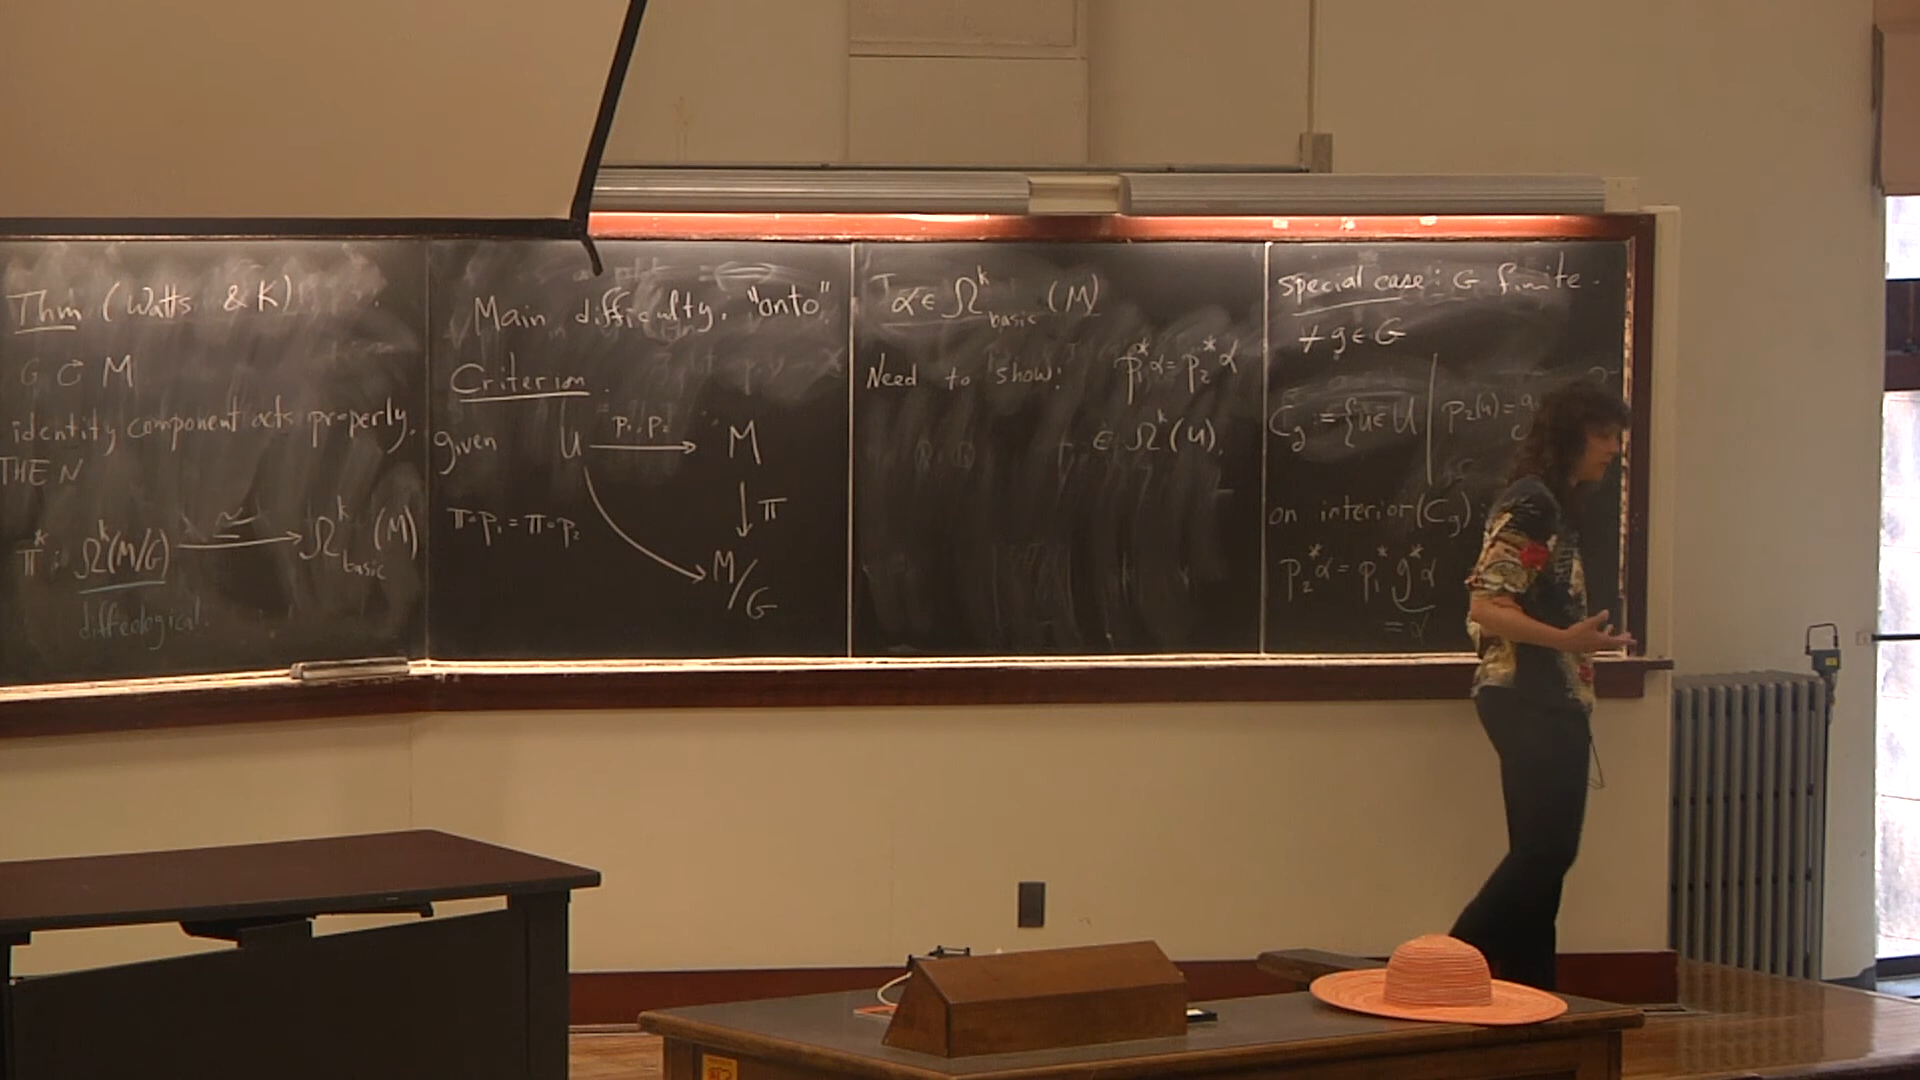 Thm (Watts & K)
G ↻ M
identity component acts properly.
THEN
π* : Ω^k(M/G) ≅→ Ω^k_basic(M)
diffeological.
Main difficulty. "onto".
Criterion.
given U p₁, p₂ → M
π∘p₁ = π∘p₂ ↓ π
M/G
α ∈ Ω^k_basic(M)
Need to show: p₁*α = p₂*α
∈ Ω^k(U).
special case: G finite.
∀ g ∈ G
C_g := {u ∈ U | p₂(u) = g
on interior(C_g):
p₂*α = p₁* g*α
= α